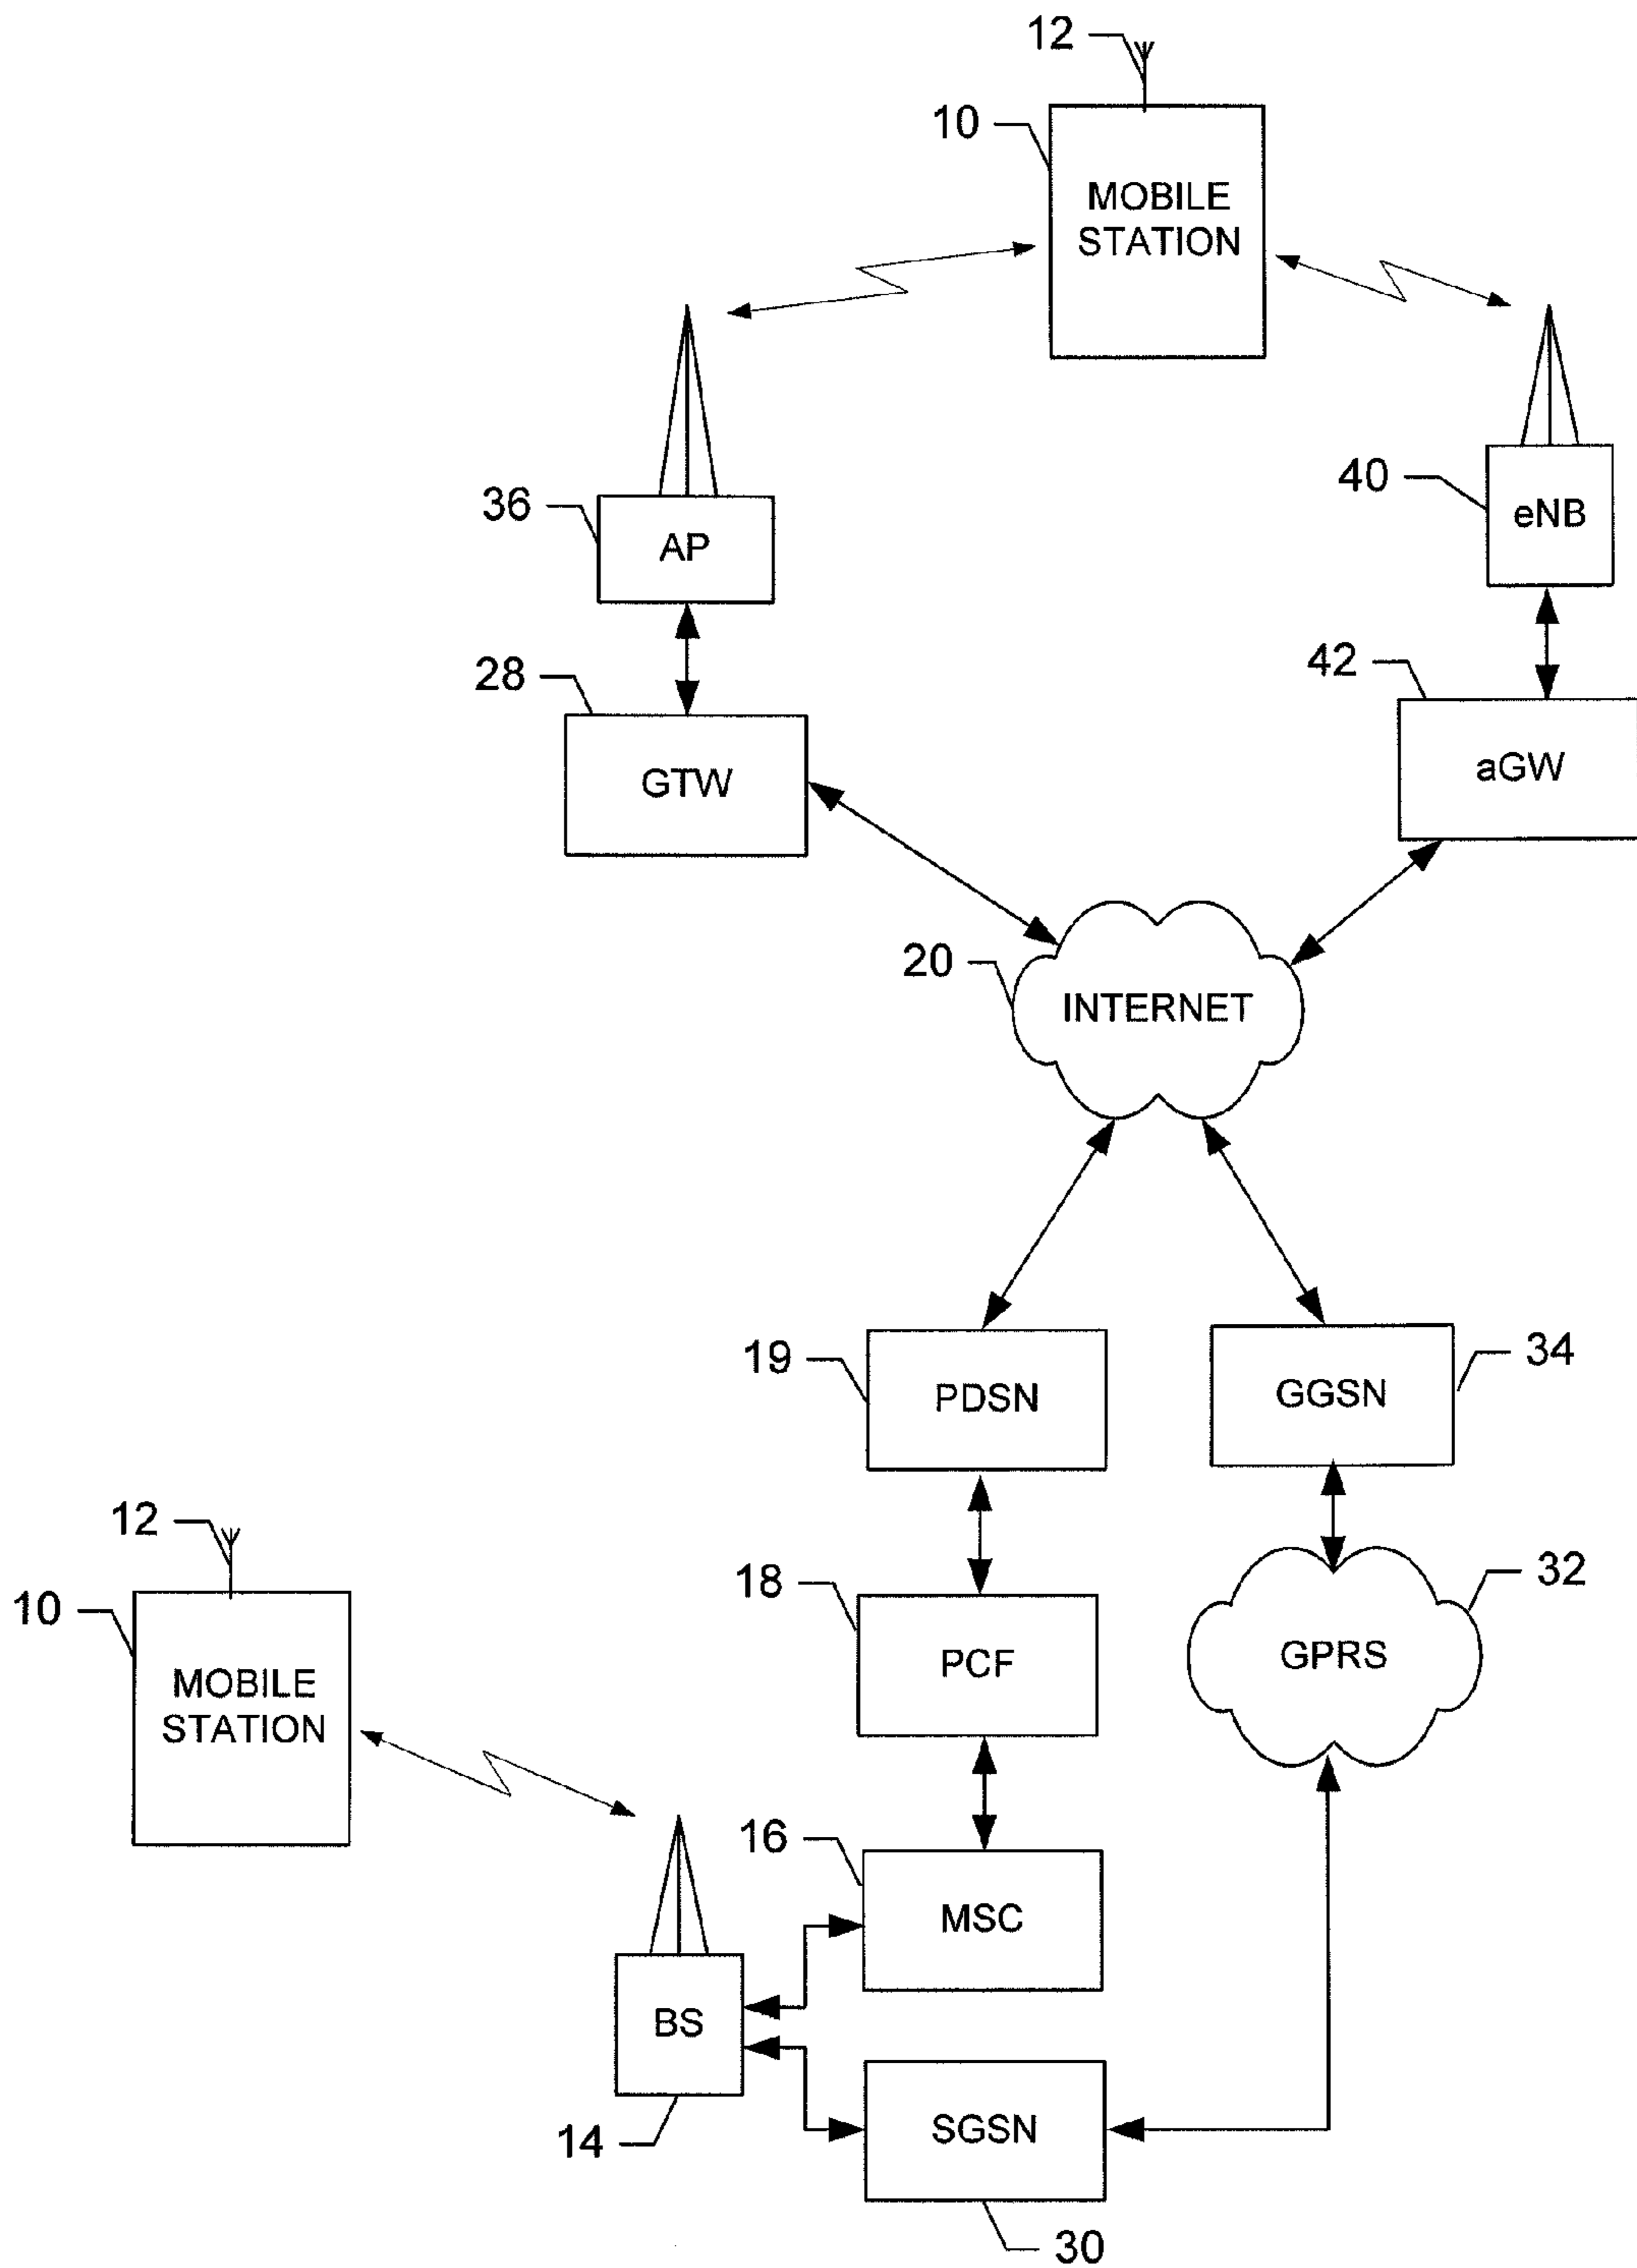 12
10
MOBILE
STATION
36
AP
40
eNB
28
GTW
42
aGW
20
INTERNET
19
PDSN
34
GGSN
12
10
MOBILE
STATION
18
PCF
32
GPRS
16
MSC
BS
14
SGSN
30